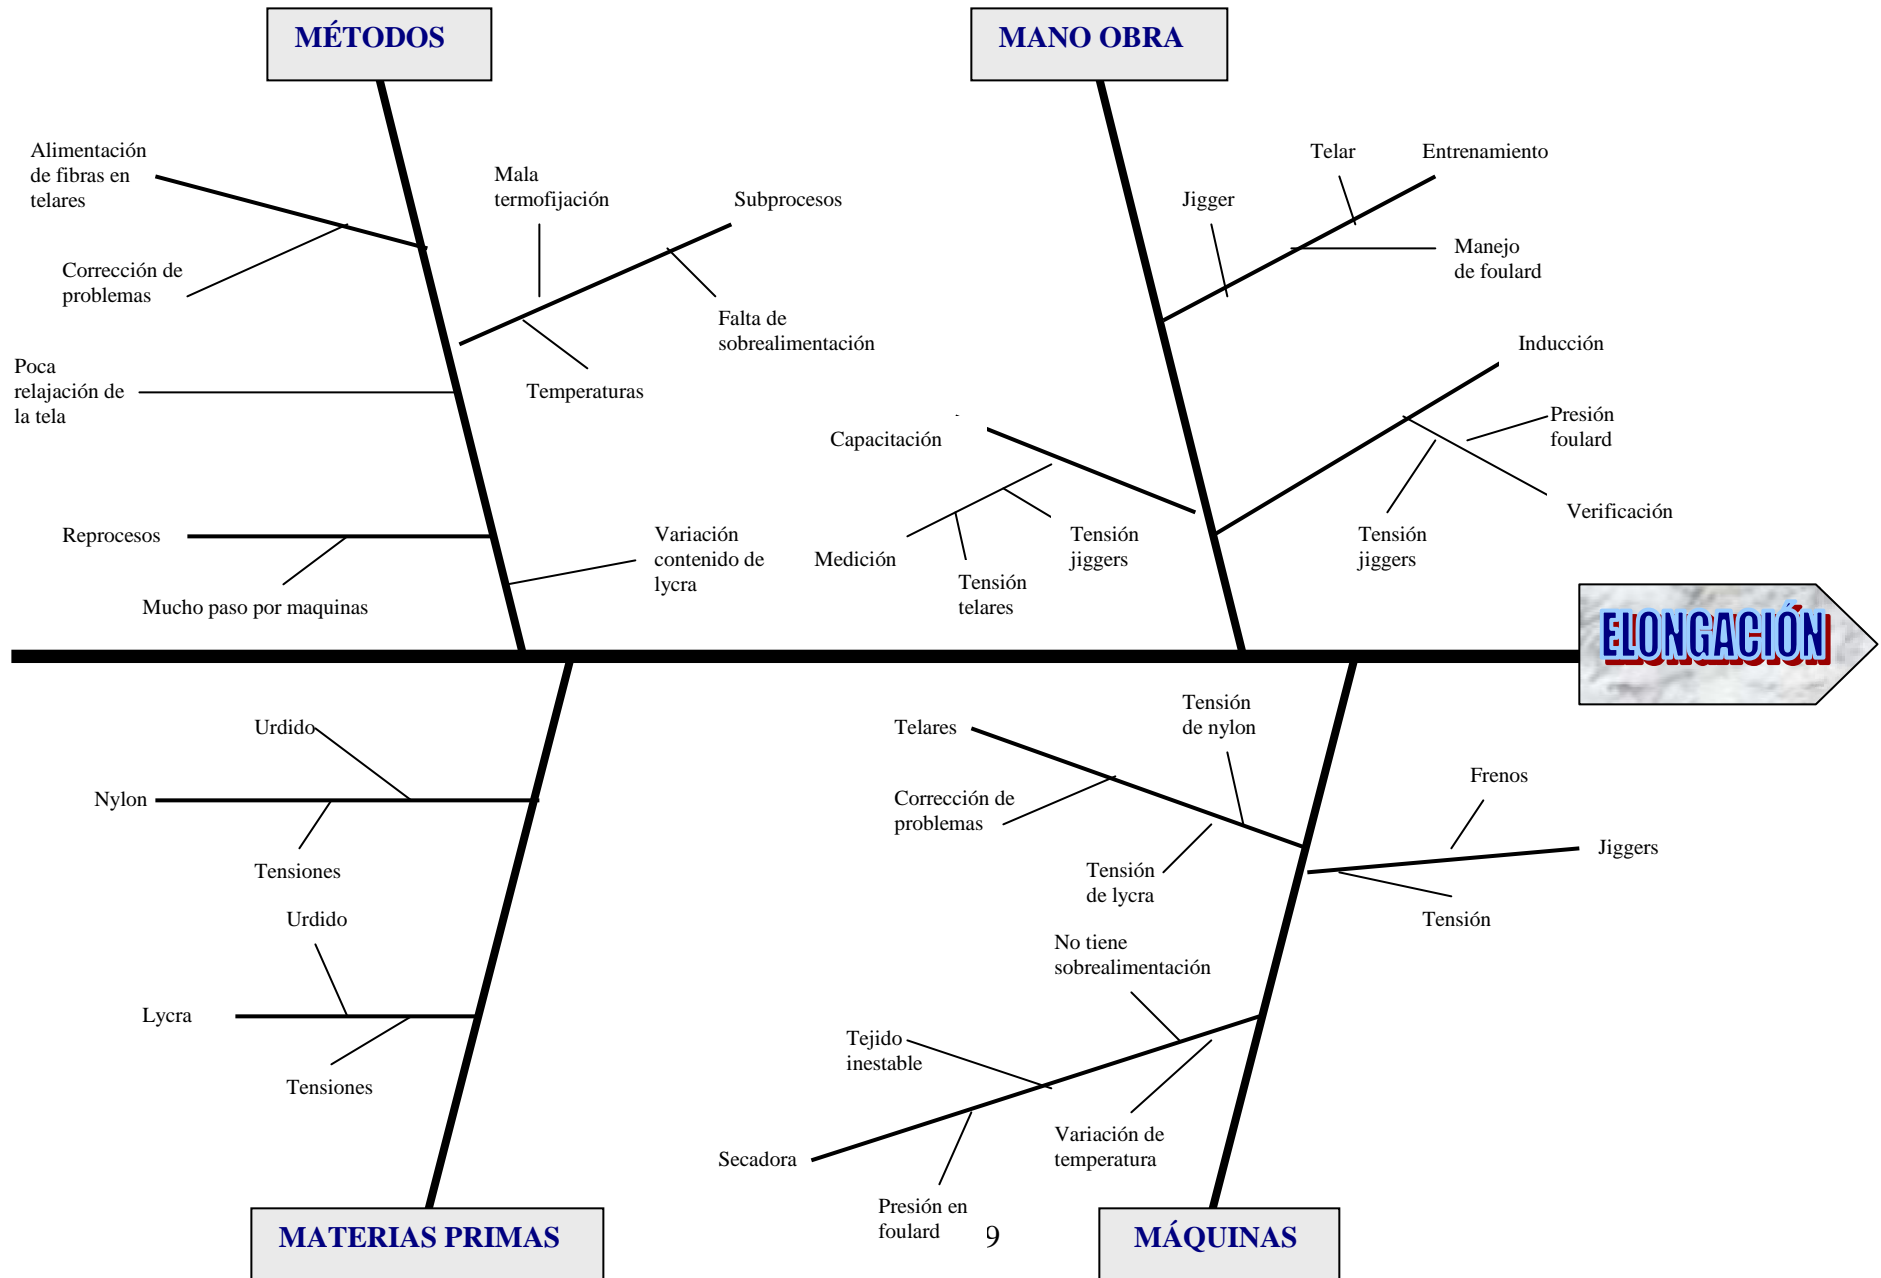 MÉTODOS
MANO OBRA
Alimentación
de fibras en
telares
Mala
termofijación
Subprocesos
Corrección de
problemas
Falta de
sobrealimentación
Temperaturas
Poca
relajación de
la tela
Reprocesos
Mucho paso por maquinas
Variación
contenido de
lycra
Telar
Entrenamiento
Jigger
Manejo
de foulard
Inducción
Capacitación
Presión
foulard
Verificación
Tensión
jiggers
Tensión
jiggers
Medición
Tensión
telares
ELONGACIÓN
Urdido
Nylon
Tensiones
Urdido
Lycra
Tensiones
Telares
Tensión
de nylon
Corrección de
problemas
Tensión
de lycra
Frenos
Jiggers
Tensión
No tiene
sobrealimentación
Tejido
inestable
Variación de
temperatura
Secadora
Presión en
foulard
9
MATERIAS PRIMAS
MÁQUINAS